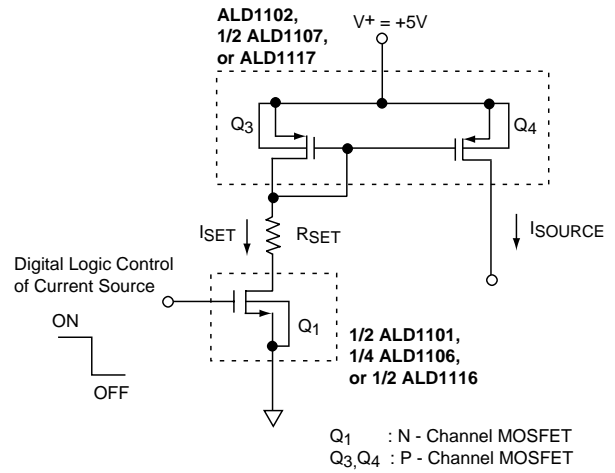 ALD1102,
1/2 ALD1107,
or ALD1117
V+ = +5V
Q3
Q4
ISET
RSET
ISOURCE
Digital Logic Control
of Current Source
ON
OFF
Q1
1/2 ALD1101,
1/4 ALD1106,
or 1/2 ALD1116
Q1 : N - Channel MOSFET
Q3,Q4 : P - Channel MOSFET